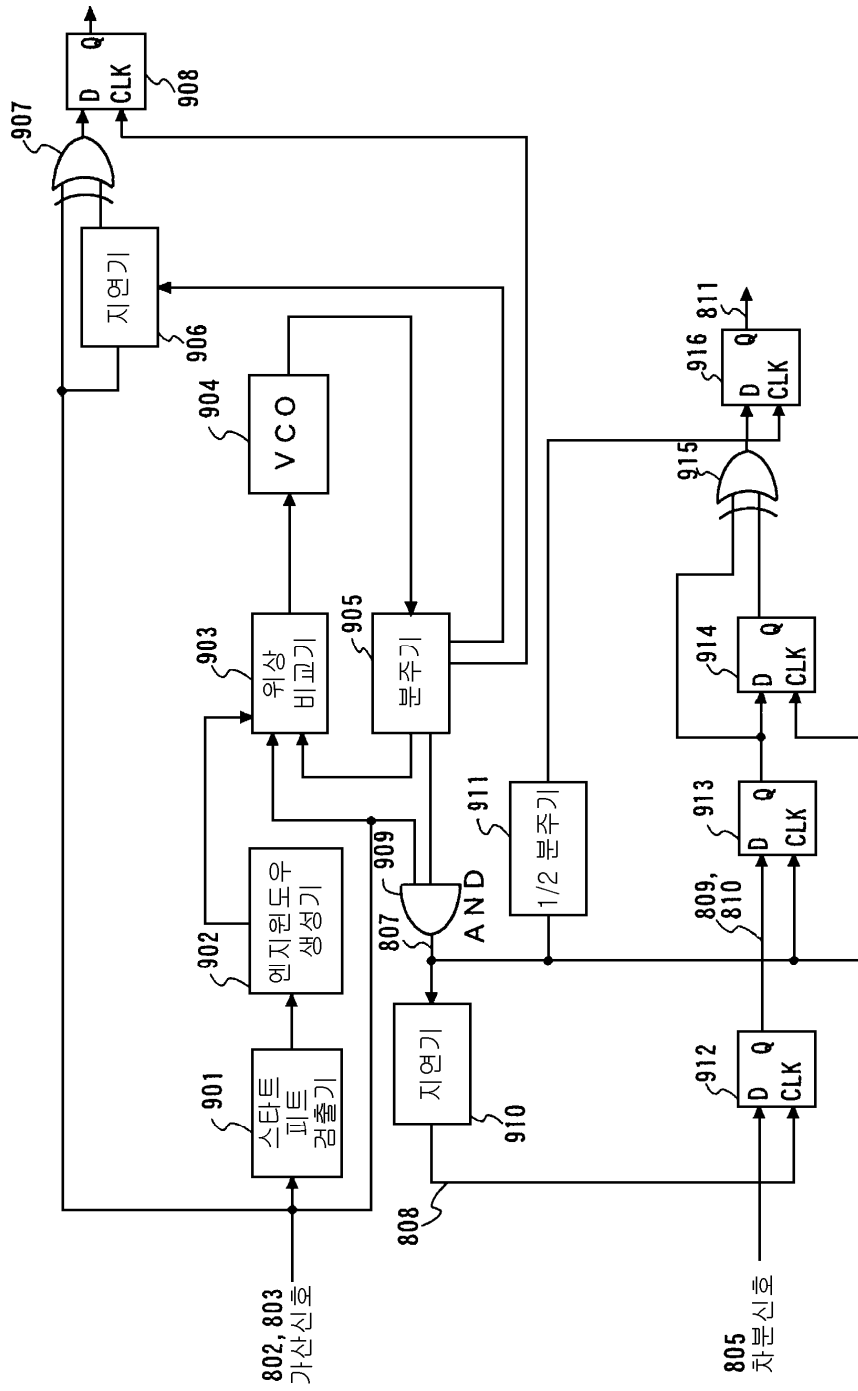 907
D
Q
CLK
908
지연기
906
VCO
904
903
위상
비교기
905
분주기
902
엔지윈도우
생성기
901
스타트
피트
검출기
802, 803
가산신호
909
807
AND
지연기
910
808
911
1/2 분주기
811
D
Q
CLK
916
915
914
D
Q
CLK
913
D
Q
CLK
809,
810
912
D
Q
CLK
805
차분신호